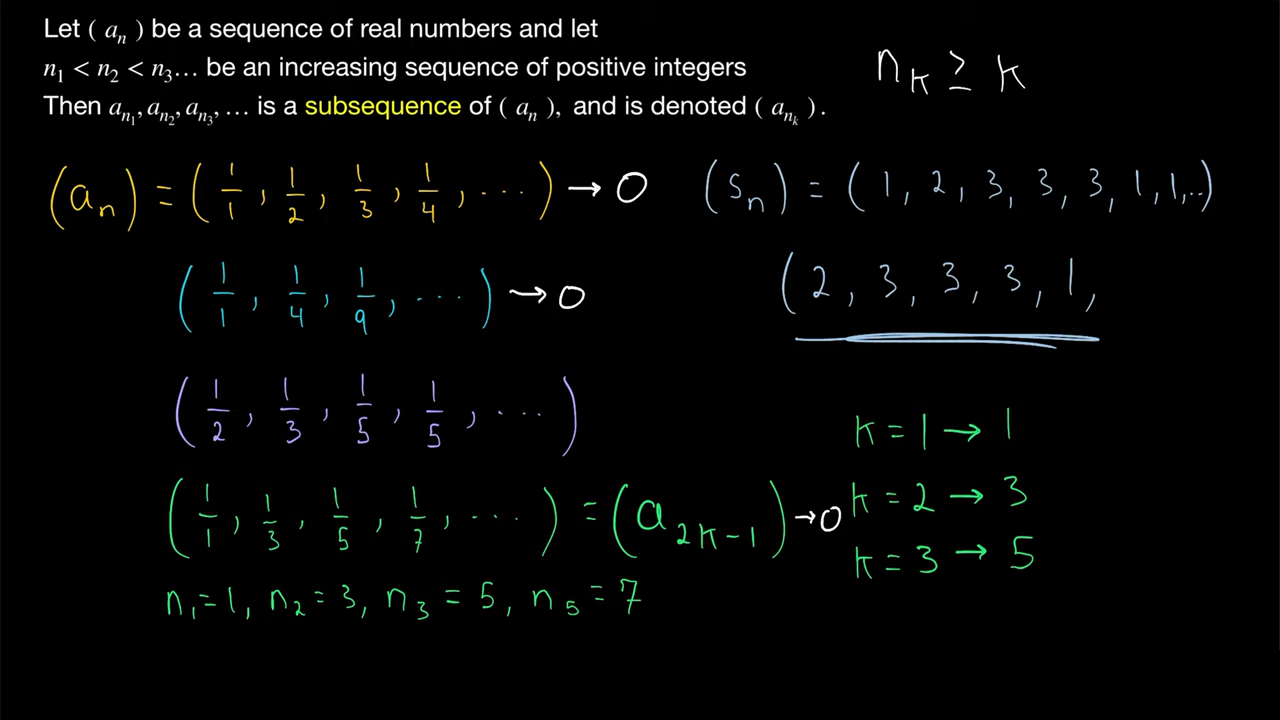 Let ( aₙ ) be a sequence of real numbers and let
n₁ < n₂ < n₃… be an increasing sequence of positive integers
Then aₙ₁, aₙ₂, aₙ₃, … is a subsequence of ( aₙ ), and is denoted ( aₙₖ ) .
nₖ ≥ k
(aₙ) = (1/1, 1/2, 1/3, 1/4, ...) → 0
(sₙ) = (1, 2, 3, 3, 3, 1, 1,..)
(1/1, 1/4, 1/9, ...) → 0
(2, 3, 3, 3, 1,
(1/2, 1/3, 1/5, 1/5, ...)
(1/1, 1/3, 1/5, 1/7, ...) = (a₂ₖ₋₁) → 0
n₁=1, n₂=3, n₃=5, n₅=7
k=1 → 1
k=2 → 3
k=3 → 5